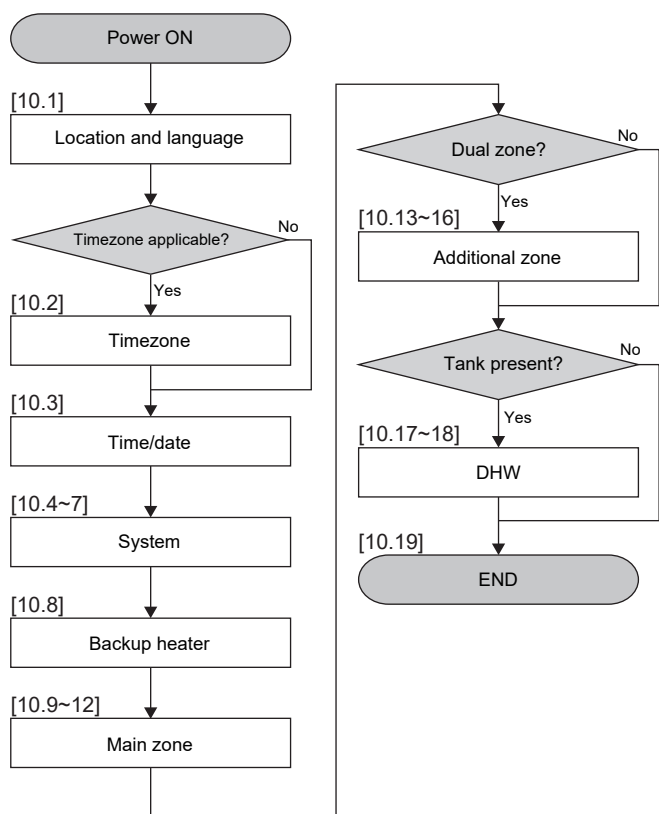 Power ON
[10.1]
Location and language
Timezone applicable?
No
Yes
[10.2]
Timezone
[10.3]
Time/date
[10.4~7]
System
[10.8]
Backup heater
[10.9~12]
Main zone
Dual zone?
No
Yes
[10.13~16]
Additional zone
Tank present?
No
Yes
[10.17~18]
DHW
[10.19]
END